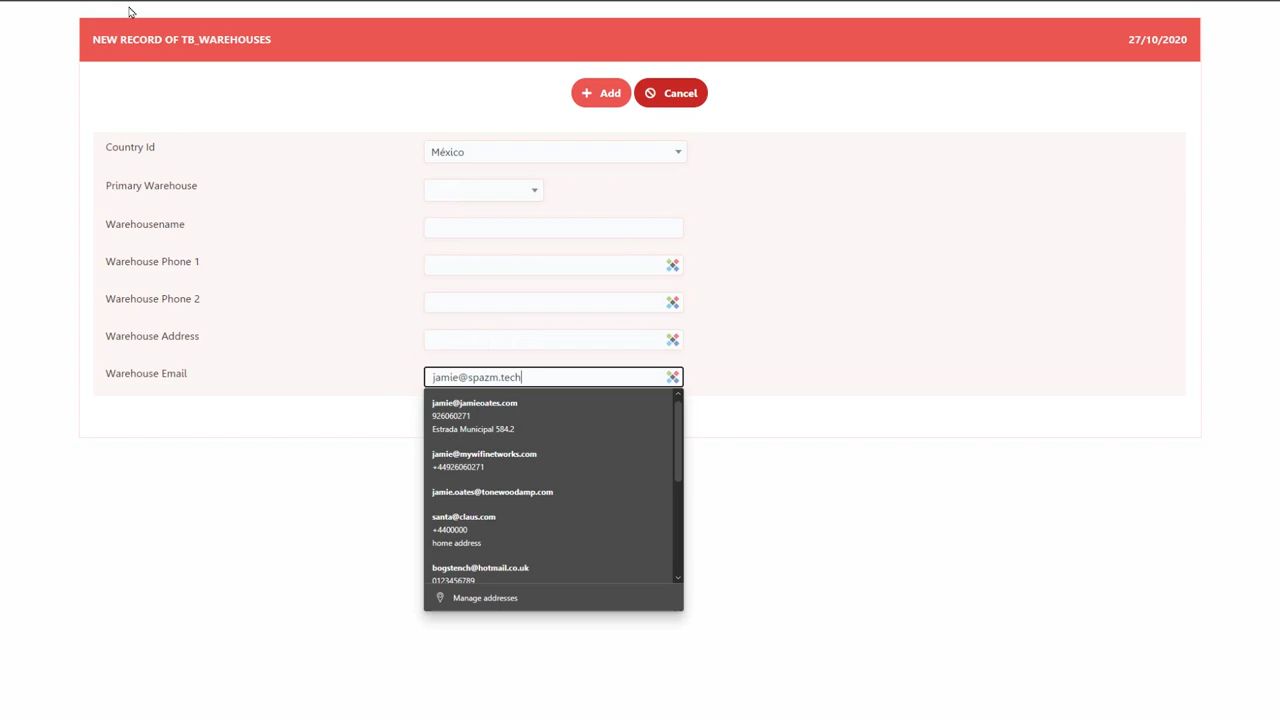 NEW RECORD OF TB_WAREHOUSES 27/10/2020
Add Cancel
Country Id México
Primary Warehouse
Warehousename
Warehouse Phone 1
Warehouse Phone 2
Warehouse Address
Warehouse Email jamie@spazm.tech
jamie@jamieoates.com
926060271
Estrada Municipal 584.2
jamie@mywifinetworks.com
+44926060271
jamie.oates@tonewoodamp.com
santa@claus.com
+4400000
home address
bogstench@hotmail.co.uk
0123456789
Manage addresses